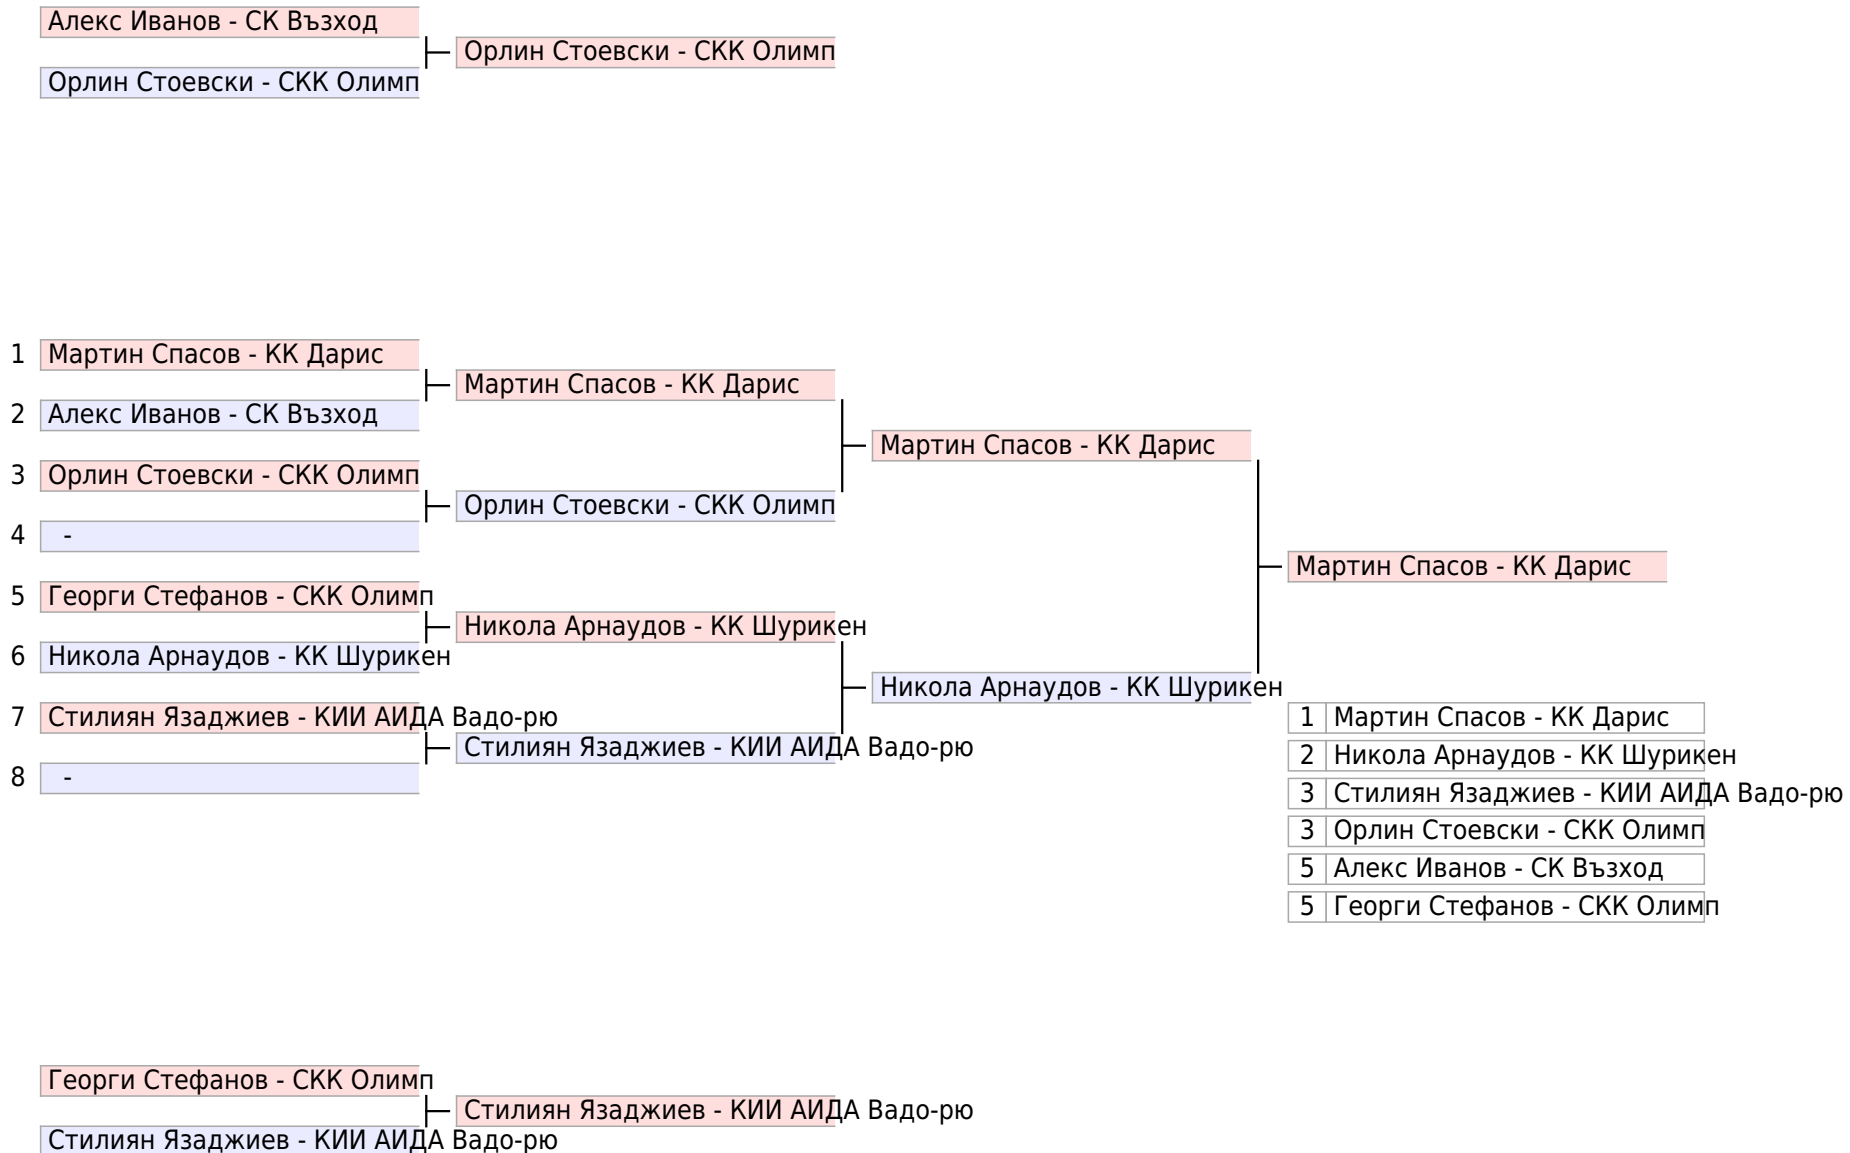 Алекс Иванов - СК Възход
Орлин Стоевски - СКК Олимп
Орлин Стоевски - СКК Олимп
1 Мартин Спасов - КК Дарис
Мартин Спасов - КК Дарис
2 Алекс Иванов - СК Възход
Мартин Спасов - КК Дарис
3 Орлин Стоевски - СКК Олимп
Орлин Стоевски - СКК Олимп
4 -
Мартин Спасов - КК Дарис
5 Георги Стефанов - СКК Олимп
Никола Арнаудов - КК Шурикен
6 Никола Арнаудов - КК Шурикен
Никола Арнаудов - КК Шурикен
7 Стилиян Язаджиев - КИИ АИДА Вадо-рю
Стилиян Язаджиев - КИИ АИДА Вадо-рю
8 -
1 Мартин Спасов - КК Дарис
2 Никола Арнаудов - КК Шурикен
3 Стилиян Язаджиев - КИИ АИДА Вадо-рю
3 Орлин Стоевски - СКК Олимп
5 Алекс Иванов - СК Възход
5 Георги Стефанов - СКК Олимп
Георги Стефанов - СКК Олимп
Стилиян Язаджиев - КИИ АИДА Вадо-рю
Стилиян Язаджиев - КИИ АИДА Вадо-рю